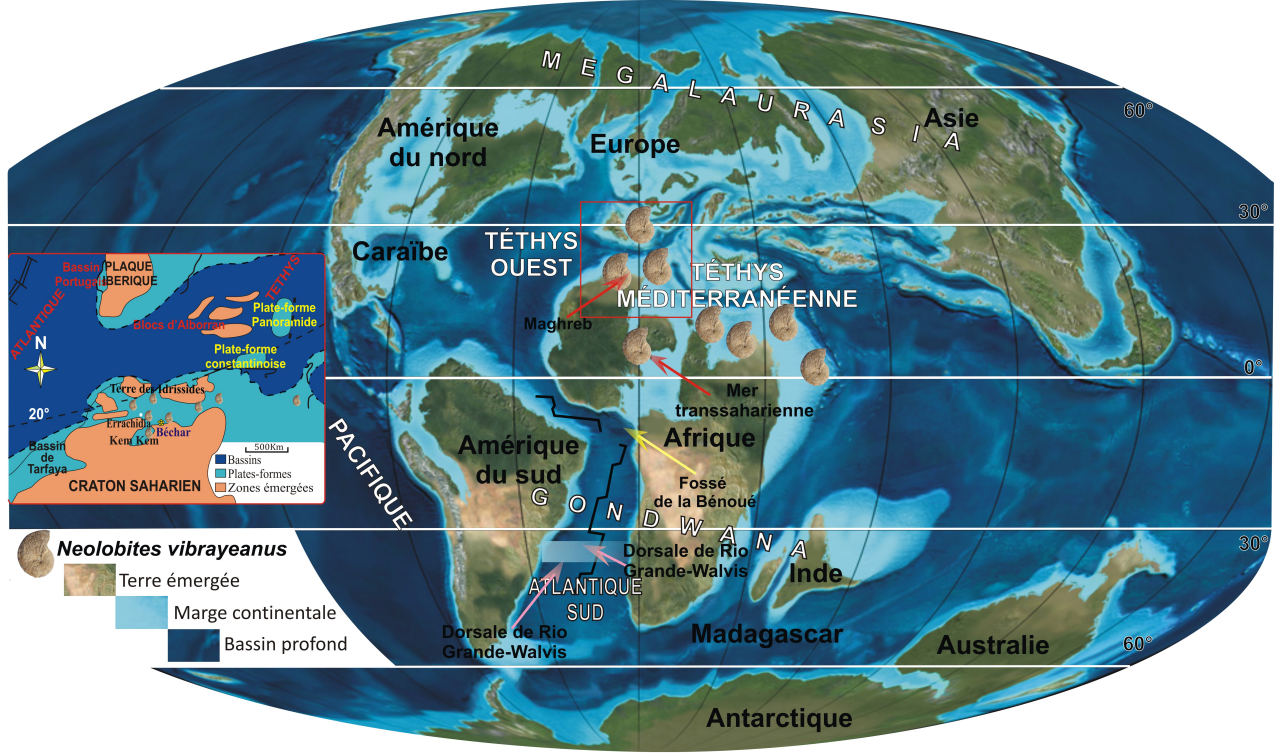 MEGALAURASIA
60°
Asie
Amérique
du nord
Europe
30°
Caraïbe
TÉTHYS
OUEST
TÉTHYS
MÉDITERRANÉENNE
Maghreb
0°
Mer
transsaharienne
PACIFIQUE
Amérique
du sud
Afrique
Fossé
de la Bénoué
GONDWANA
30°
Dorsale de Rio
Grande-Walvis
Inde
ATLANTIQUE
SUD
Dorsale de Rio
Grande-Walvis
Madagascar
Australie
60°
Antarctique
Bassin
Portugais
PLAQUE
IBERIQUE
TETHYS
ATLANTIQUE
Blocs d'Alborran
Plate-forme
Panoramide
Plate-forme
constantinoise
N
20°
Terre des Idrissides
Errachidia
Kem Kem
Béchar
Bassin
de
Tarfaya
CRATON SAHARIEN
500Km
Bassins
Plates-formes
Zones émergées
Neolobites vibrayeanus
Terre émergée
Marge continentale
Bassin profond